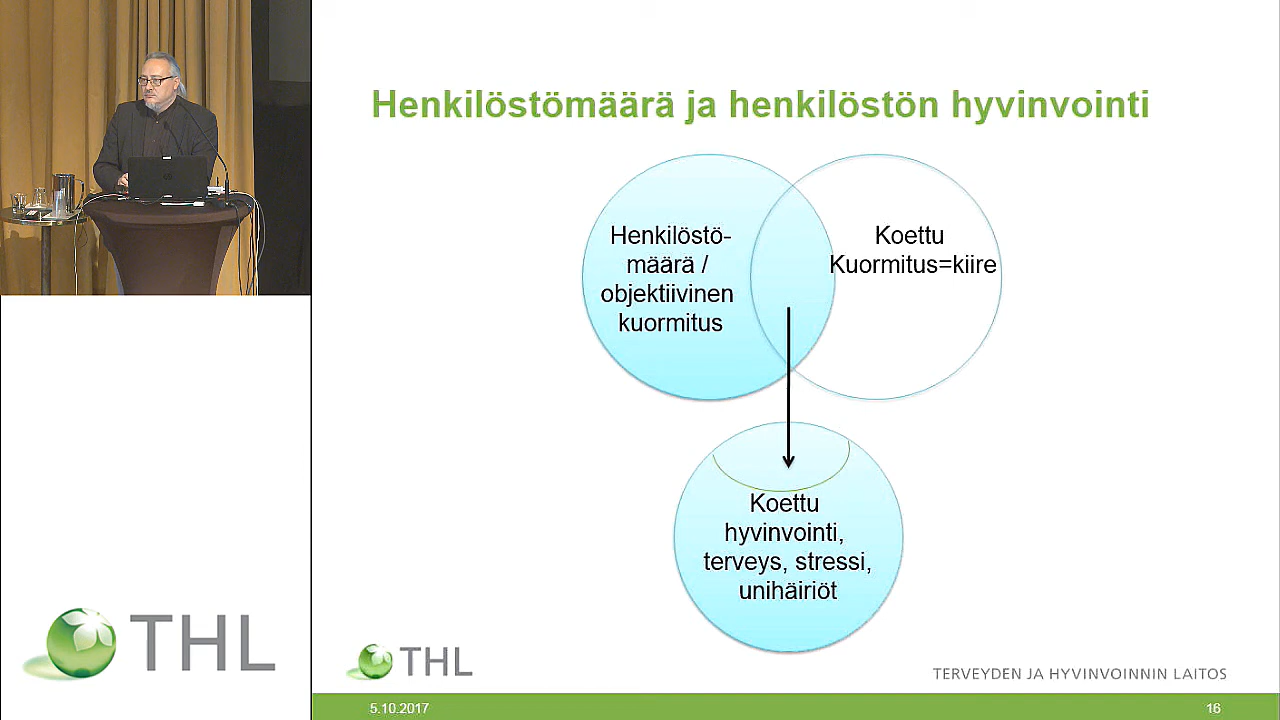 Henkilöstömäärä ja henkilöstön hyvinvointi
Henkilöstö-
määrä /
objektiivinen
kuormitus
Koettu
Kuormitus=kiire
Koettu
hyvinvointi,
terveys, stressi,
unihäiriöt
THL
THL
TERVEYDEN JA HYVINVOINNIN LAITOS
5.10.2017
16